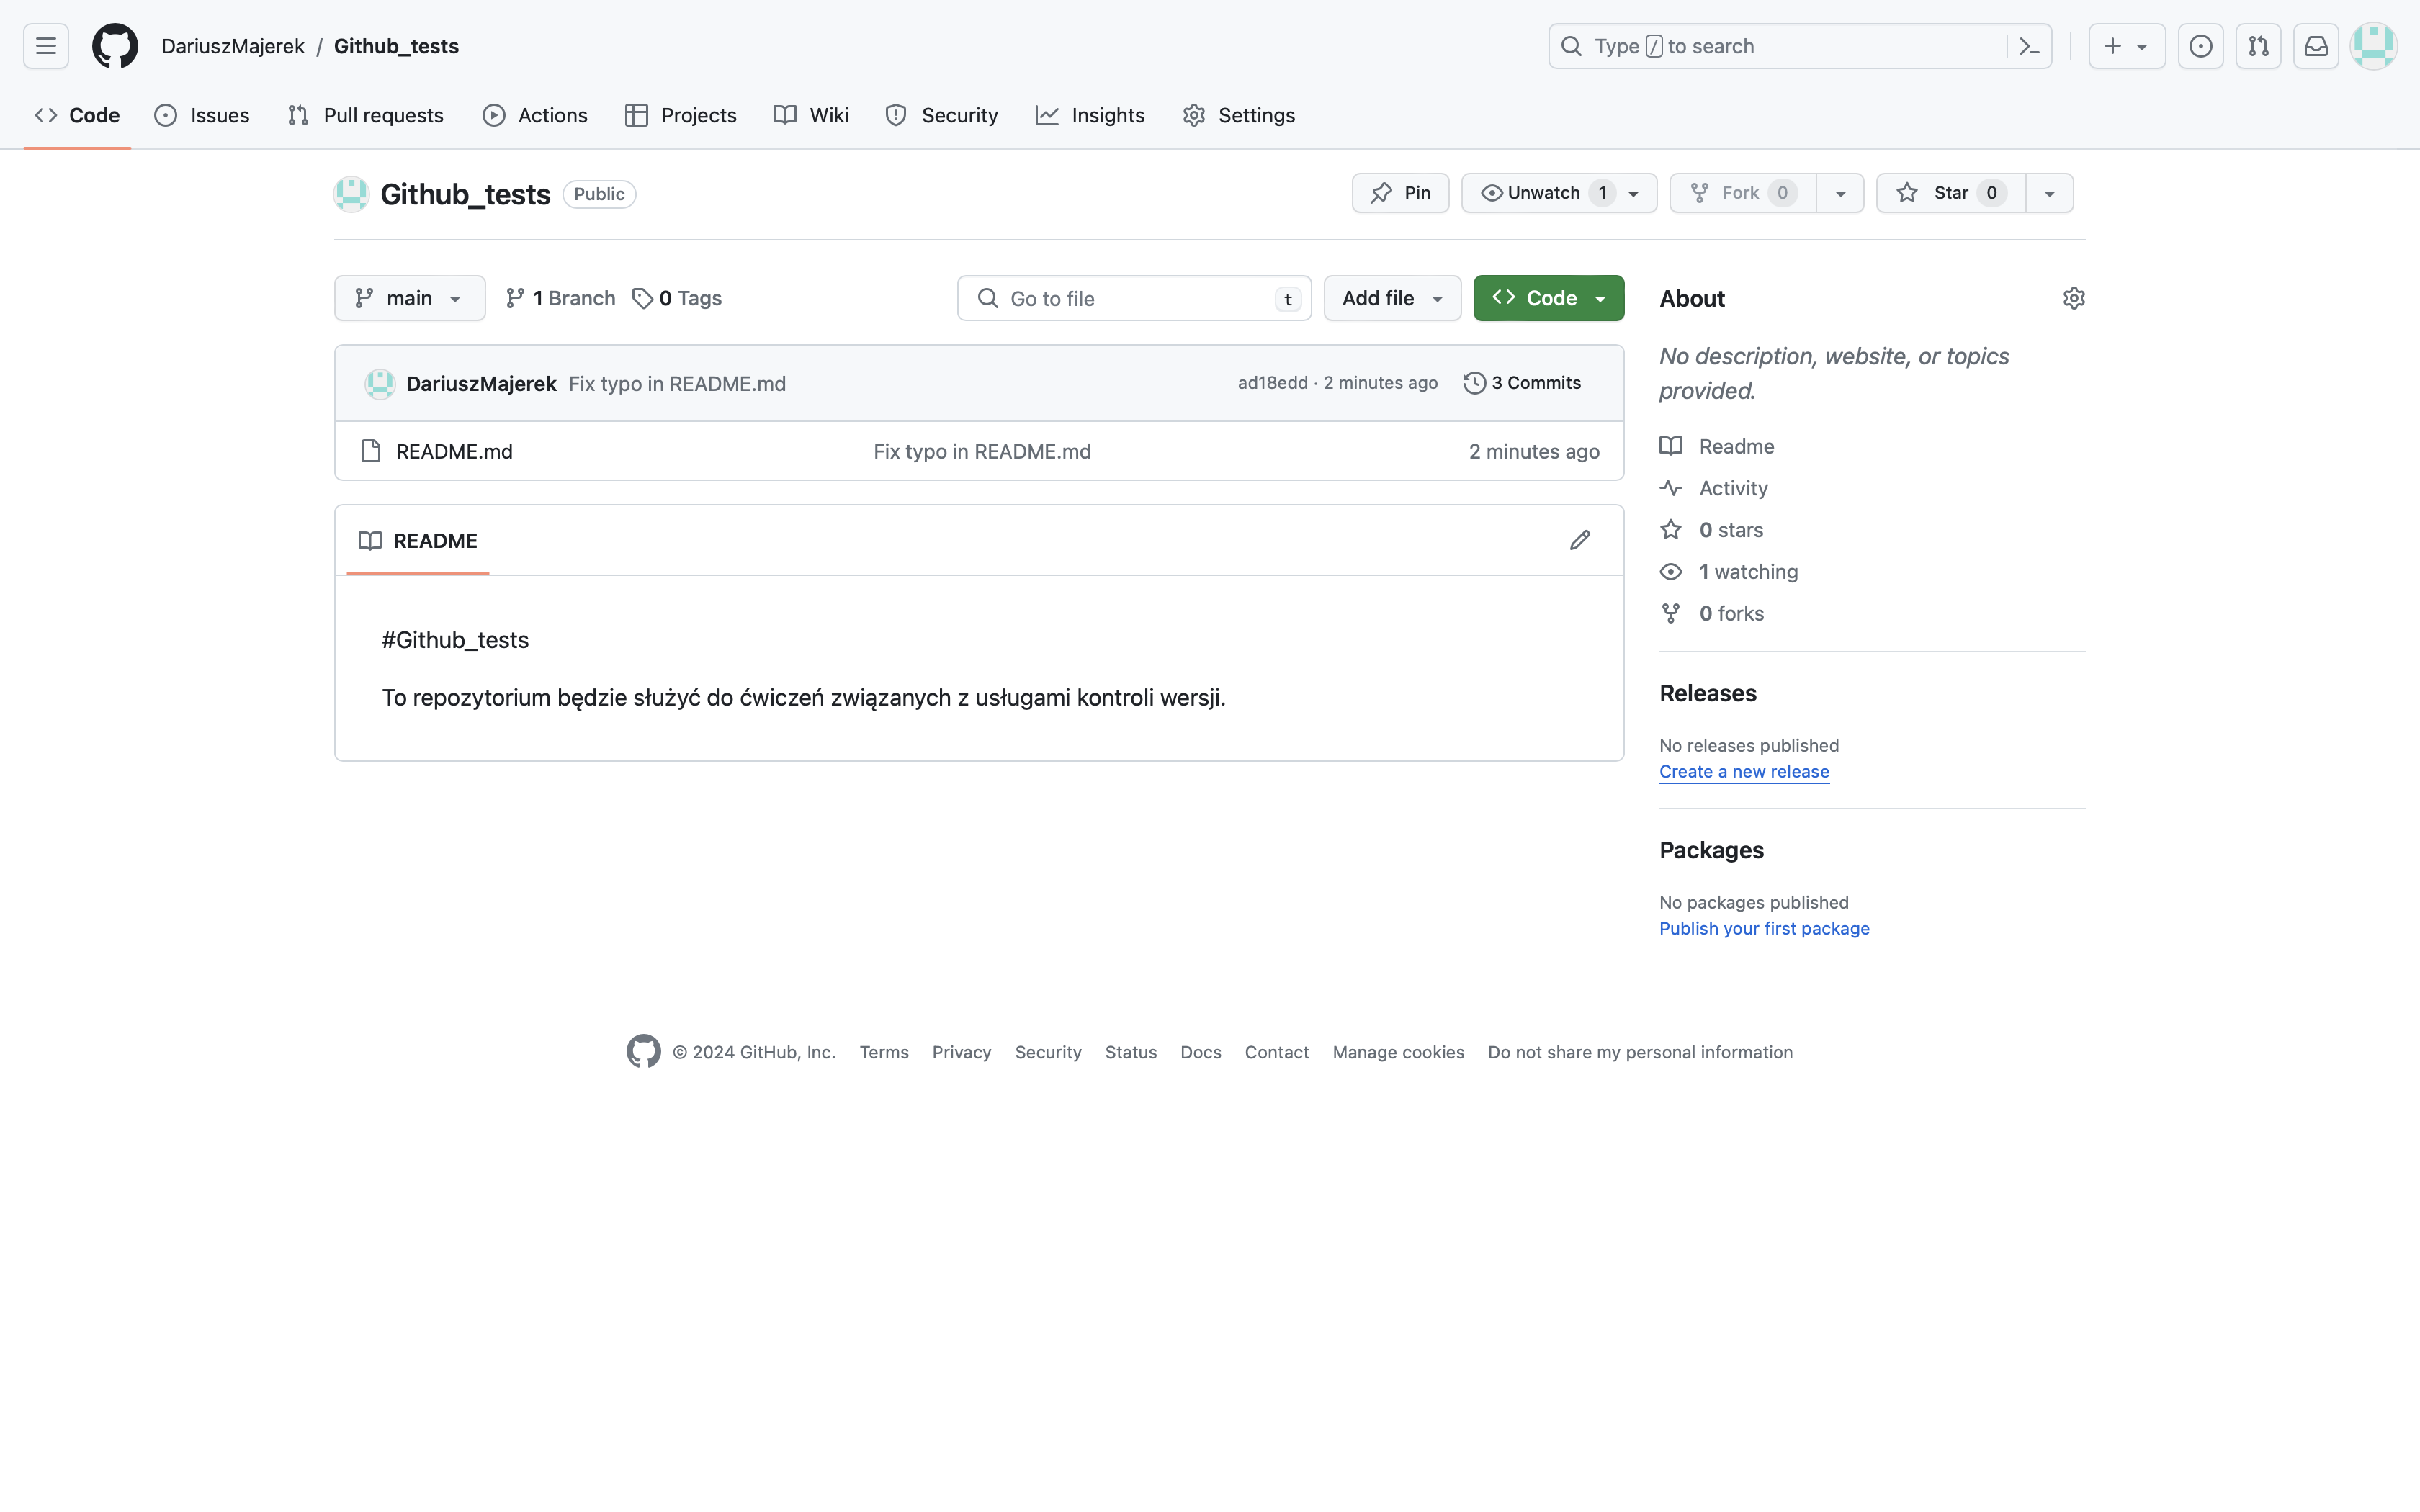 DariuszMajerek / Github_tests
Type / to search
Code Issues Pull requests Actions Projects Wiki Security Insights Settings
Github_tests Public
Pin Unwatch 1 Fork 0 Star 0
main 1 Branch 0 Tags Go to file t Add file Code
DariuszMajerek Fix typo in README.md ad18edd · 2 minutes ago 3 Commits
README.md Fix typo in README.md 2 minutes ago
README
#Github_tests
To repozytorium będzie służyć do ćwiczeń związanych z usługami kontroli wersji.
About
No description, website, or topics
provided.
Readme
Activity
0 stars
1 watching
0 forks
Releases
No releases published
Create a new release
Packages
No packages published
Publish your first package
© 2024 GitHub, Inc. Terms Privacy Security Status Docs Contact Manage cookies Do not share my personal information